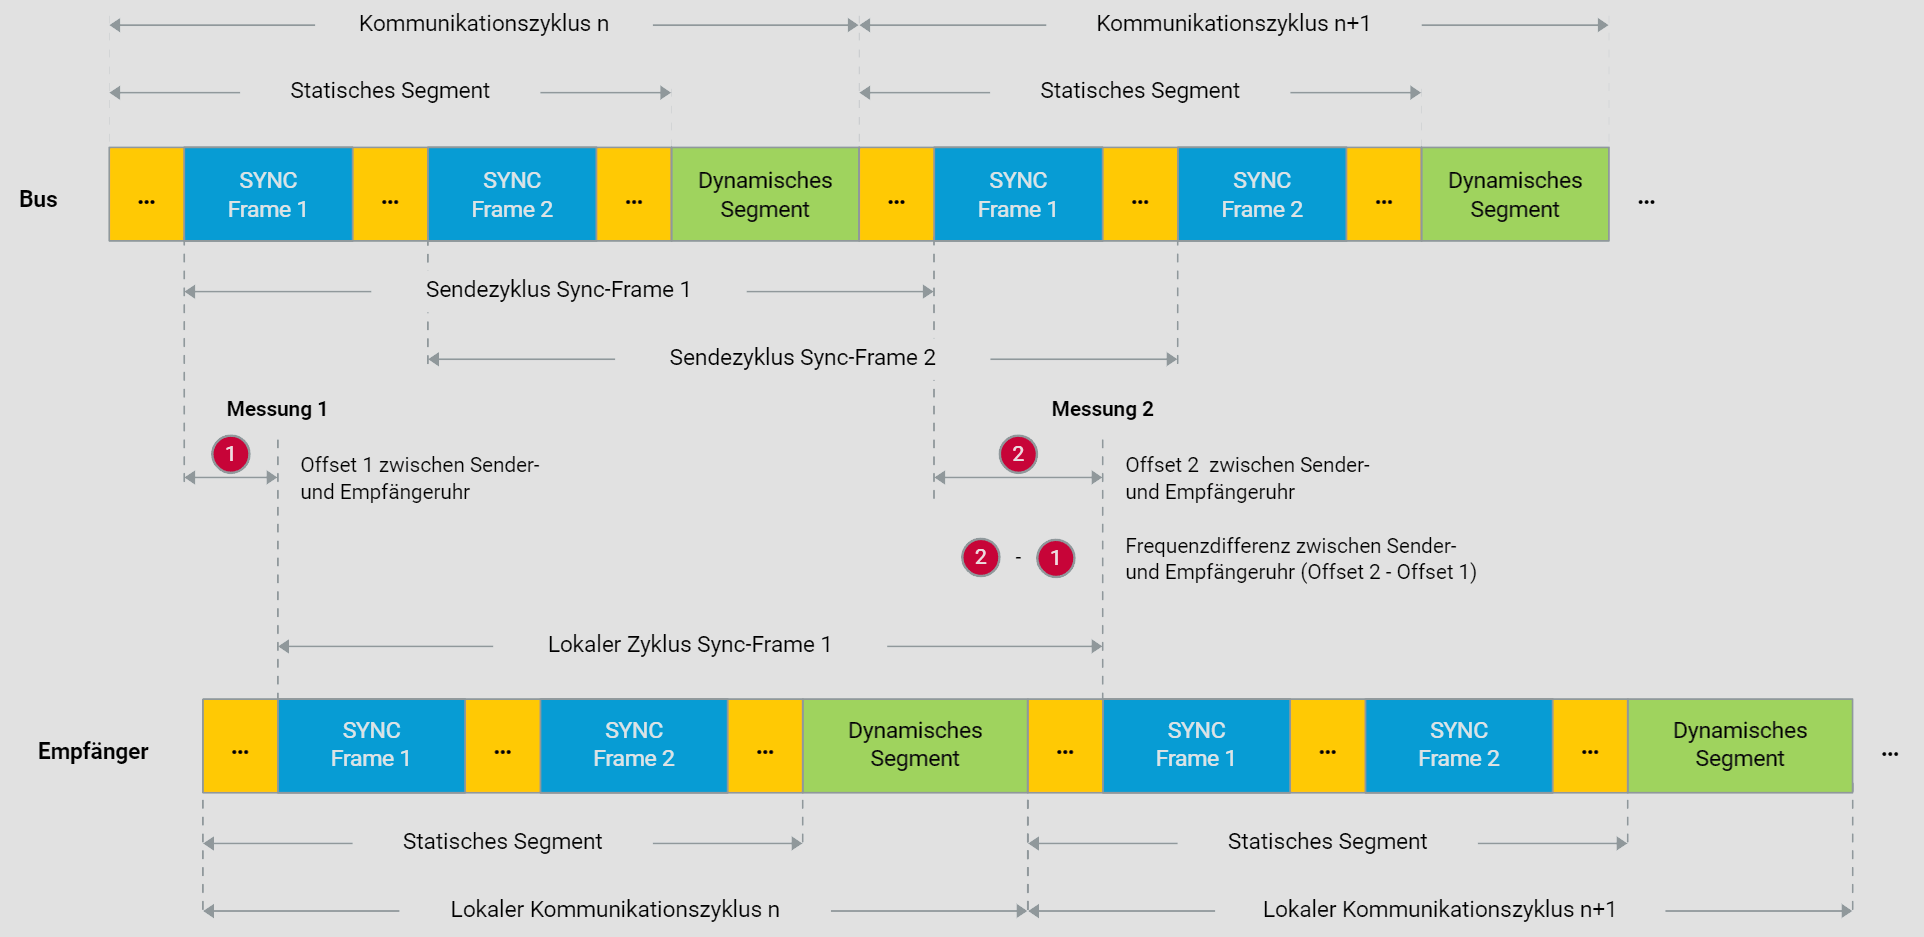 Kommunikationszyklus n
Kommunikationszyklus n+1
Statisches Segment
Statisches Segment
Bus
...
SYNC
Frame 1
...
SYNC
Frame 2
...
Dynamisches
Segment
...
SYNC
Frame 1
...
SYNC
Frame 2
...
Dynamisches
Segment
...
Sendezyklus Sync-Frame 1
Sendezyklus Sync-Frame 2
Messung 1
1
Offset 1 zwischen Sender-
und Empfängeruhr
Messung 2
2
Offset 2 zwischen Sender-
und Empfängeruhr
2 - 1
Frequenzdifferenz zwischen Sender-
und Empfängeruhr (Offset 2 - Offset 1)
Lokaler Zyklus Sync-Frame 1
Empfänger
...
SYNC
Frame 1
...
SYNC
Frame 2
...
Dynamisches
Segment
...
SYNC
Frame 1
...
SYNC
Frame 2
...
Dynamisches
Segment
...
Statisches Segment
Statisches Segment
Lokaler Kommunikationszyklus n
Lokaler Kommunikationszyklus n+1